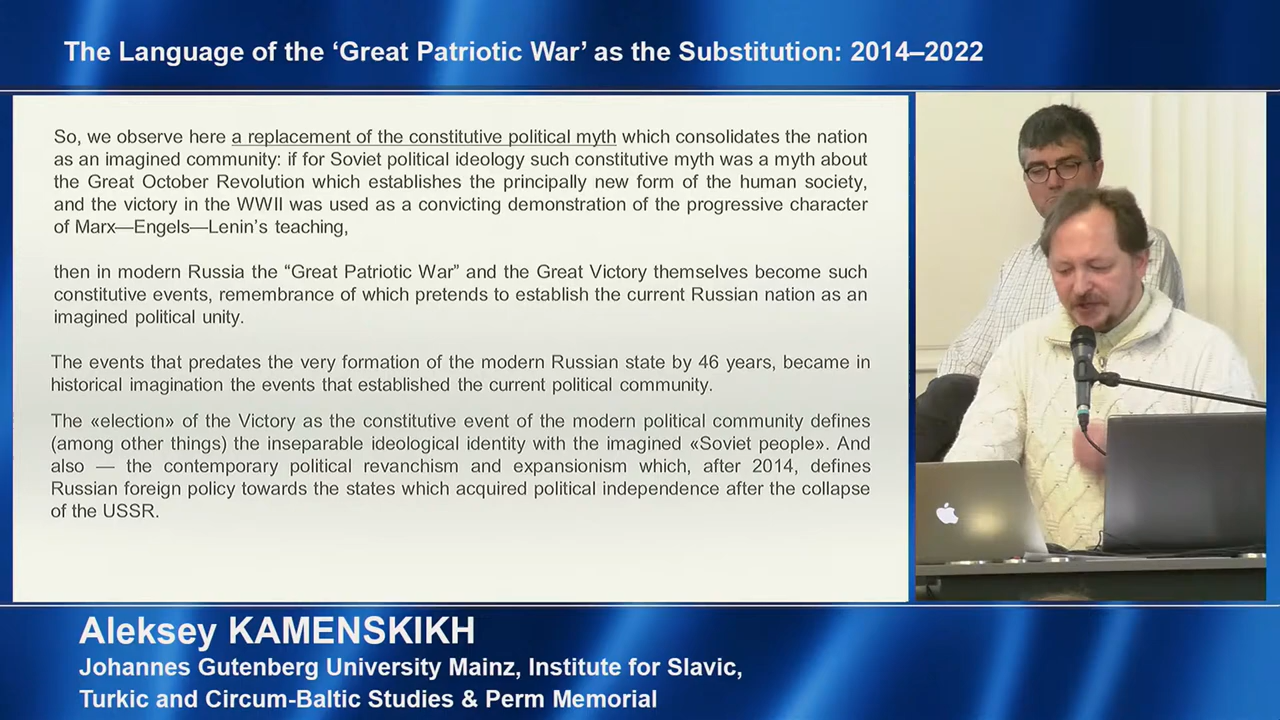 The Language of the ‘Great Patriotic War’ as the Substitution: 2014–2022
So, we observe here a replacement of the constitutive political myth which consolidates the nation
as an imagined community: if for Soviet political ideology such constitutive myth was a myth about
the Great October Revolution which establishes the principally new form of the human society,
and the victory in the WWII was used as a convicting demonstration of the progressive character
of Marx—Engels—Lenin’s teaching,
then in modern Russia the “Great Patriotic War” and the Great Victory themselves become such
constitutive events, remembrance of which pretends to establish the current Russian nation as an
imagined political unity.
The events that predates the very formation of the modern Russian state by 46 years, became in
historical imagination the events that established the current political community.
The «election» of the Victory as the constitutive event of the modern political community defines
(among other things) the inseparable ideological identity with the imagined «Soviet people». And
also — the contemporary political revanchism and expansionism which, after 2014, defines
Russian foreign policy towards the states which acquired political independence after the collapse
of the USSR.
Aleksey KAMENSKIKH
Johannes Gutenberg University Mainz, Institute for Slavic,
Turkic and Circum-Baltic Studies & Perm Memorial